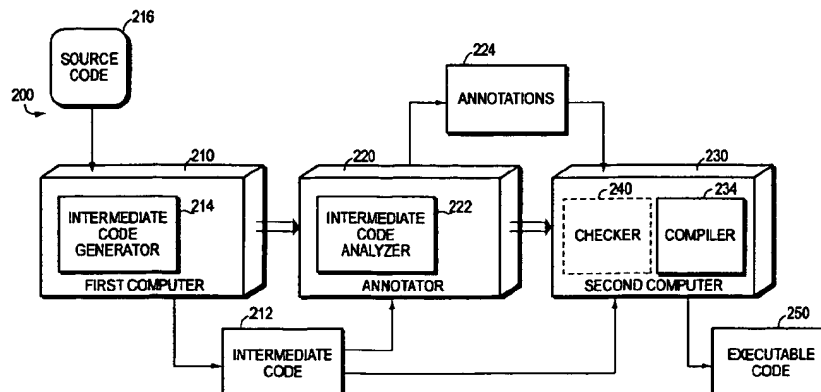 216
SOURCE
CODE
200
224
ANNOTATIONS
210
220
230
214
INTERMEDIATE
CODE
GENERATOR
FIRST COMPUTER
222
INTERMEDIATE
CODE
ANALYZER
ANNOTATOR
240
CHECKER
234
COMPILER
SECOND COMPUTER
212
INTERMEDIATE
CODE
250
EXECUTABLE
CODE